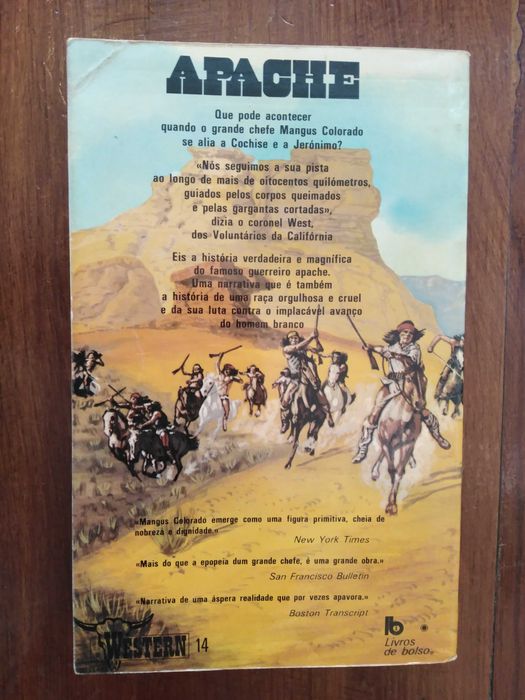 APACHE
Que pode acontecer
quando o grande chefe Mangus Colorado
se alia a Cochise e a Jerónimo?
«Nós seguimos a sua pista
ao longo de mais de oitocentos quilómetros,
guiados pelos corpos queimados
e pelas gargantas cortadas»,
dizia o coronel West,
dos Voluntários da Califórnia
Eis a história verdadeira e magnífica
do famoso guerreiro apache.
Uma narrativa que é também
a história de uma raça orgulhosa e cruel
e da sua luta contra o implacável avanço
do homem branco
«Mangus Colorado emerge como uma figura primitiva, cheia de
nobreza e dignidade.»
New York Times
«Mais do que a epopeia dum grande chefe, é uma grande obra.»
San Francisco Bulletin
«Narrativa de uma áspera realidade que por vezes apavora.»
Boston Transcript
WESTERN 14
Livros
de bolso